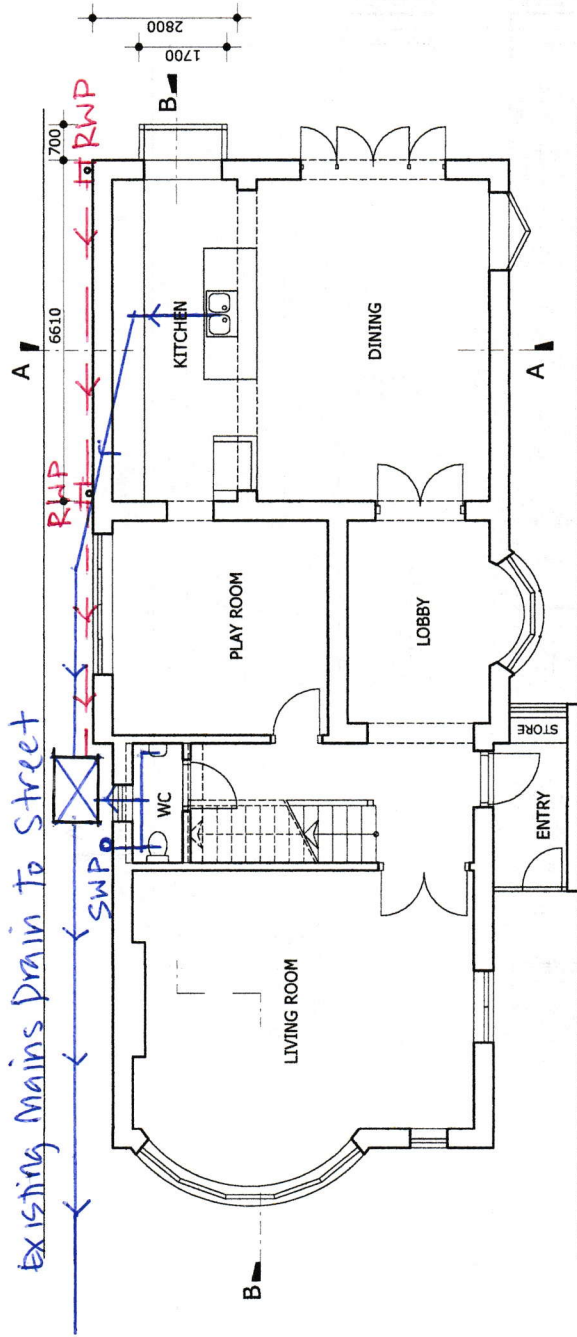 Existing Mains Drain To Street
RWP
RWP
SWP
6610
700
2800
1700
A
A
B
B
KITCHEN
DINING
PLAY ROOM
LOBBY
WC
LIVING ROOM
STORE
ENTRY